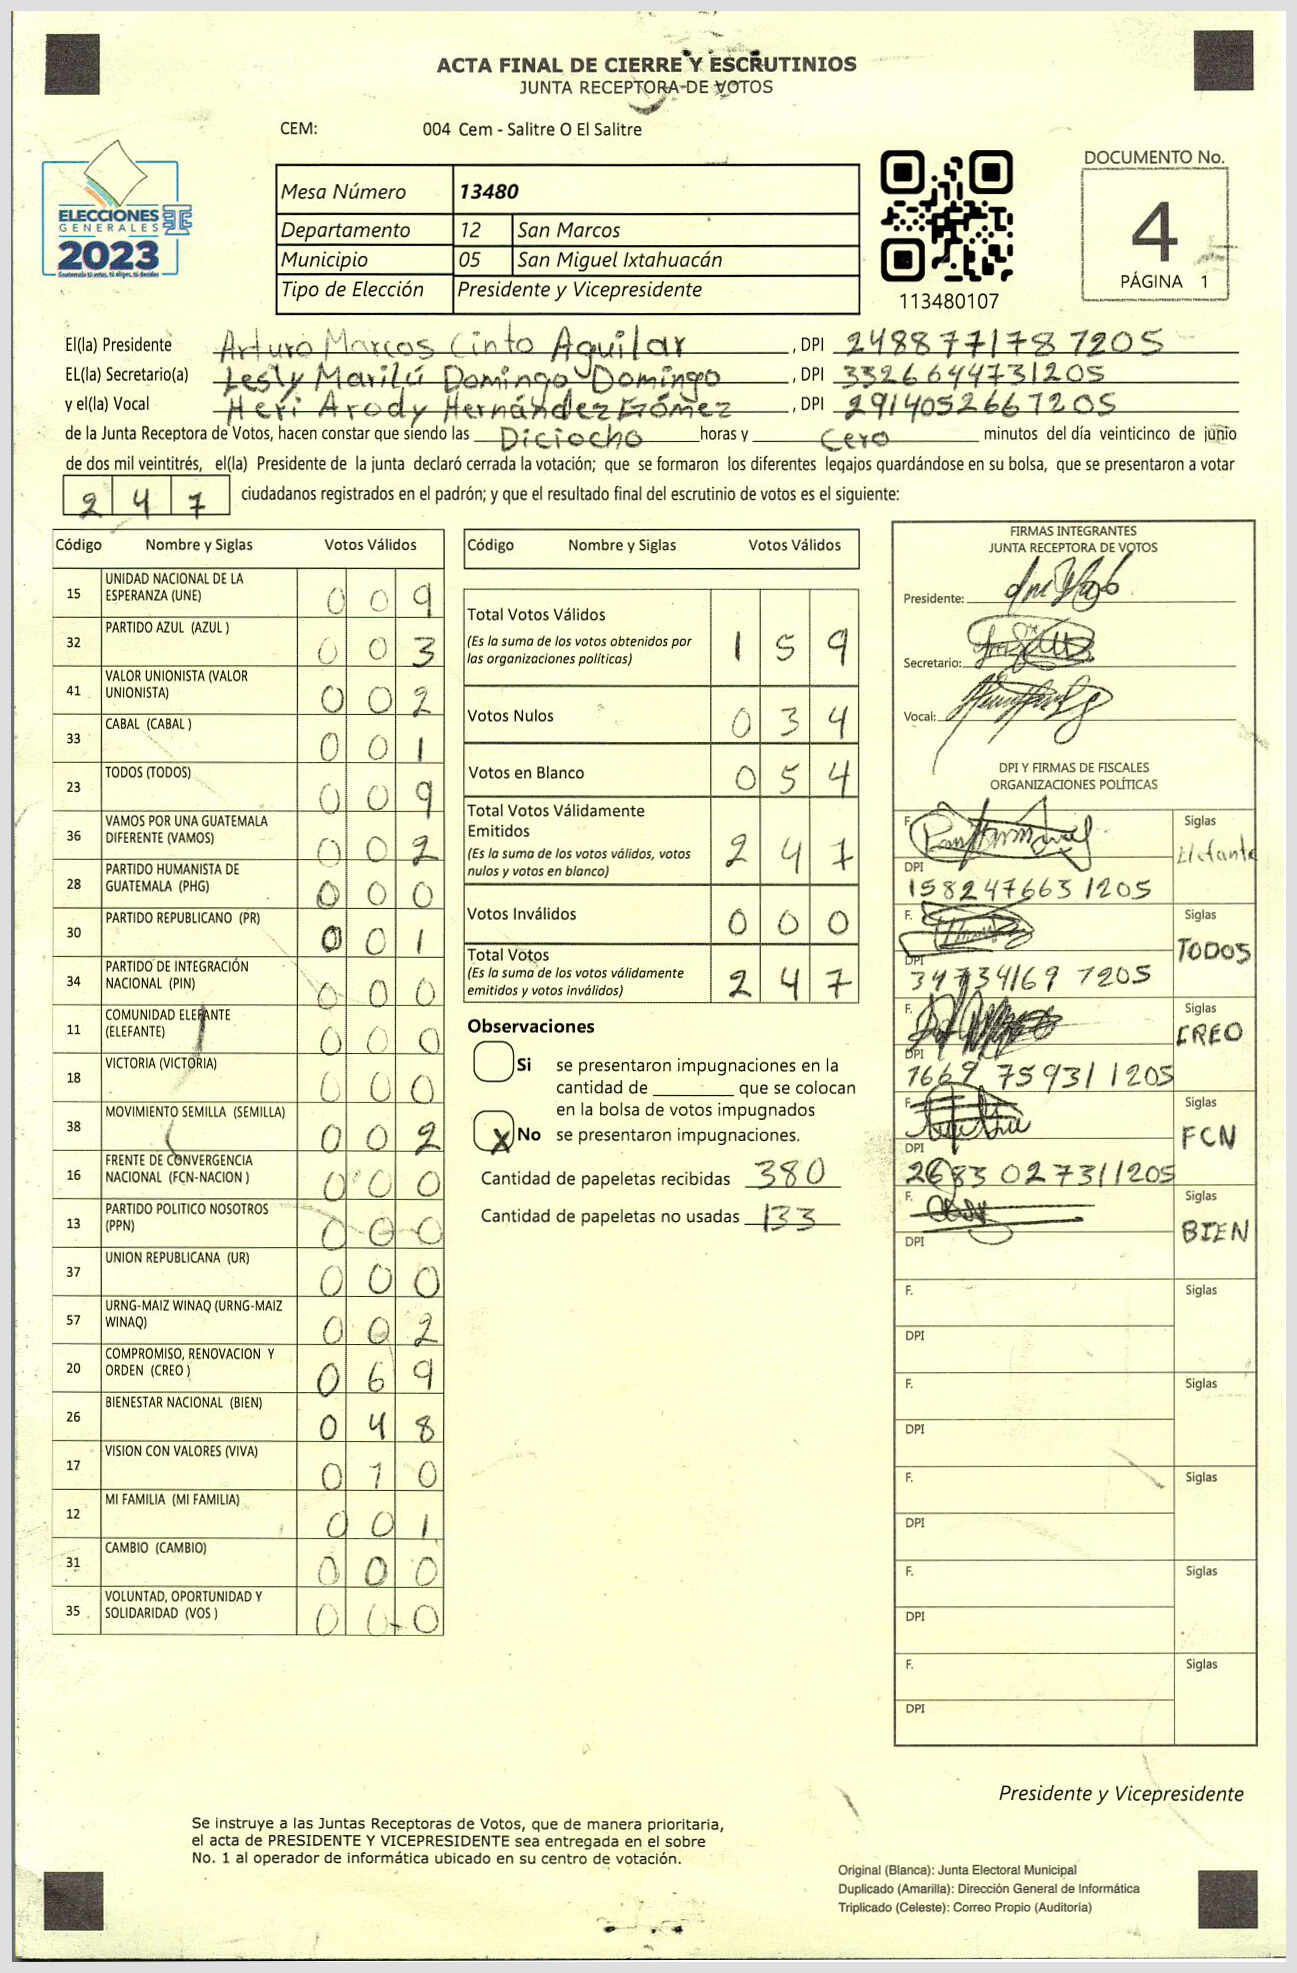 ACTA FINAL DE CIERRE Y ESCRUTINIOS
JUNTA RECEPTORA DE VOTOS
CEM: 004 Cem - Salitre O El Salitre
ELECCIONES
GENERALES
2023
Guatemala tú votas, tú eliges, tú decides
Mesa Número 13480
Departamento 12 San Marcos
Municipio 05 San Miguel Ixtahuacán
Tipo de Elección Presidente y Vicepresidente
113480107
DOCUMENTO No.
4
PÁGINA 1
El(la) Presidente Arturo Marcos Cinto Aguilar , DPI 2488771787205
EL(la) Secretario(a) Lesly Marilú Domingo Domingo , DPI 3326644731205
y el(la) Vocal Heri Arody Hernández Gómez , DPI 2914052667205
de la Junta Receptora de Votos, hacen constar que siendo las Diciocho horas y Cero minutos del día veinticinco de junio
de dos mil veintitrés, el(la) Presidente de la junta declaró cerrada la votación; que se formaron los diferentes legajos guardándose en su bolsa, que se presentaron a votar
2 4 7 ciudadanos registrados en el padrón; y que el resultado final del escrutinio de votos es el siguiente:
Código Nombre y Siglas Votos Válidos
15 UNIDAD NACIONAL DE LA ESPERANZA (UNE) 0 0 9
32 PARTIDO AZUL (AZUL ) 0 0 3
41 VALOR UNIONISTA (VALOR UNIONISTA) 0 0 2
33 CABAL (CABAL ) 0 0 1
23 TODOS (TODOS) 0 0 9
36 VAMOS POR UNA GUATEMALA DIFERENTE (VAMOS) 0 0 2
28 PARTIDO HUMANISTA DE GUATEMALA (PHG) 0 0 0
30 PARTIDO REPUBLICANO (PR) 0 0 1
34 PARTIDO DE INTEGRACIÓN NACIONAL (PIN) 0 0 0
11 COMUNIDAD ELEFANTE (ELEFANTE) 0 0 0
18 VICTORIA (VICTORIA) 0 0 0
38 MOVIMIENTO SEMILLA (SEMILLA) 0 0 2
16 FRENTE DE CONVERGENCIA NACIONAL (FCN-NACION ) 0 0 0
13 PARTIDO POLITICO NOSOTROS (PPN) 0 0 0
37 UNION REPUBLICANA (UR) 0 0 0
57 URNG-MAIZ WINAQ (URNG-MAIZ WINAQ) 0 0 2
20 COMPROMISO, RENOVACION Y ORDEN (CREO ) 0 6 9
26 BIENESTAR NACIONAL (BIEN) 0 4 8
17 VISION CON VALORES (VIVA) 0 1 0
12 MI FAMILIA (MI FAMILIA) 0 0 1
31 CAMBIO (CAMBIO) 0 0 0
35 VOLUNTAD, OPORTUNIDAD Y SOLIDARIDAD (VOS ) 0 0 0
Código Nombre y Siglas Votos Válidos
Total Votos Válidos 1 5 9
(Es la suma de los votos obtenidos por
las organizaciones políticas)
Votos Nulos 0 3 4
Votos en Blanco 0 5 4
Total Votos Válidamente
Emitidos 2 4 7
(Es la suma de los votos válidos, votos
nulos y votos en blanco)
Votos Inválidos 0 0 0
Total Votos 2 4 7
(Es la suma de los votos válidamente
emitidos y votos inválidos)
Observaciones
Si se presentaron impugnaciones en la
cantidad de ________ que se colocan
en la bolsa de votos impugnados
X No se presentaron impugnaciones.
Cantidad de papeletas recibidas 380
Cantidad de papeletas no usadas 133
FIRMAS INTEGRANTES
JUNTA RECEPTORA DE VOTOS
Presidente:
Secretario:
Vocal:
DPI Y FIRMAS DE FISCALES
ORGANIZACIONES POLÍTICAS
F. Siglas
Elefante
DPI
158247663 1205
F. Siglas
TODOS
DPI
34734169 7205
F. Siglas
CREO
DPI
1669 75931 1205
F. Siglas
FCN
DPI
2683 02731 1205
F. Siglas
BIEN
DPI
F. Siglas
DPI
F. Siglas
DPI
F. Siglas
DPI
F. Siglas
DPI
F. Siglas
DPI
Presidente y Vicepresidente
Se instruye a las Juntas Receptoras de Votos, que de manera prioritaria,
el acta de PRESIDENTE Y VICEPRESIDENTE sea entregada en el sobre
No. 1 al operador de informática ubicado en su centro de votación.
Original (Blanca): Junta Electoral Municipal
Duplicado (Amarilla): Dirección General de Informática
Triplicado (Celeste): Correo Propio (Auditoría)